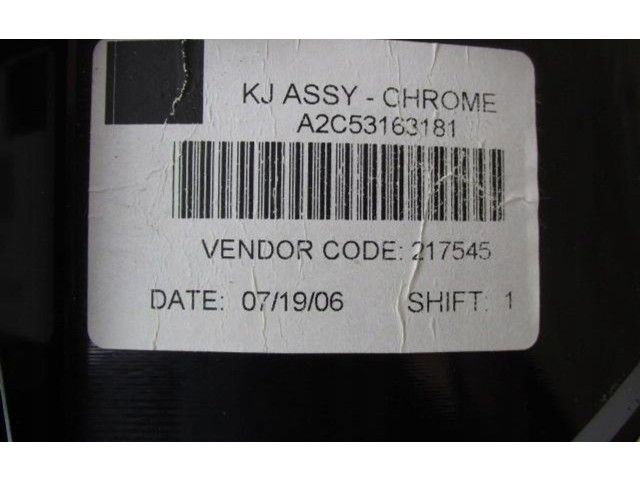 KJ ASSY - CHROME
A2C53163181
VENDOR CODE: 217545
DATE: 07/19/06 SHIFT: 1